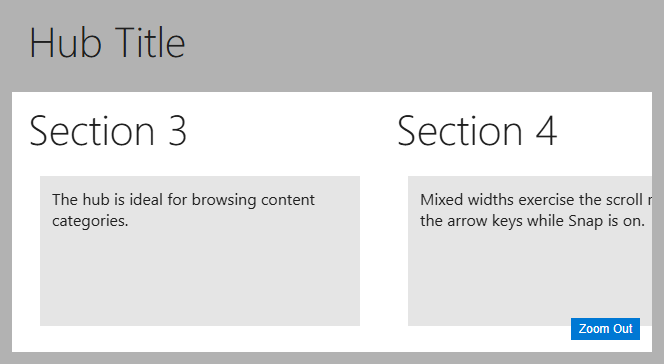 Hub Title
Section 3
Section 4
The hub is ideal for browsing content
categories.
Mixed widths exercise the scroll
the arrow keys while Snap is on.
Zoom Out